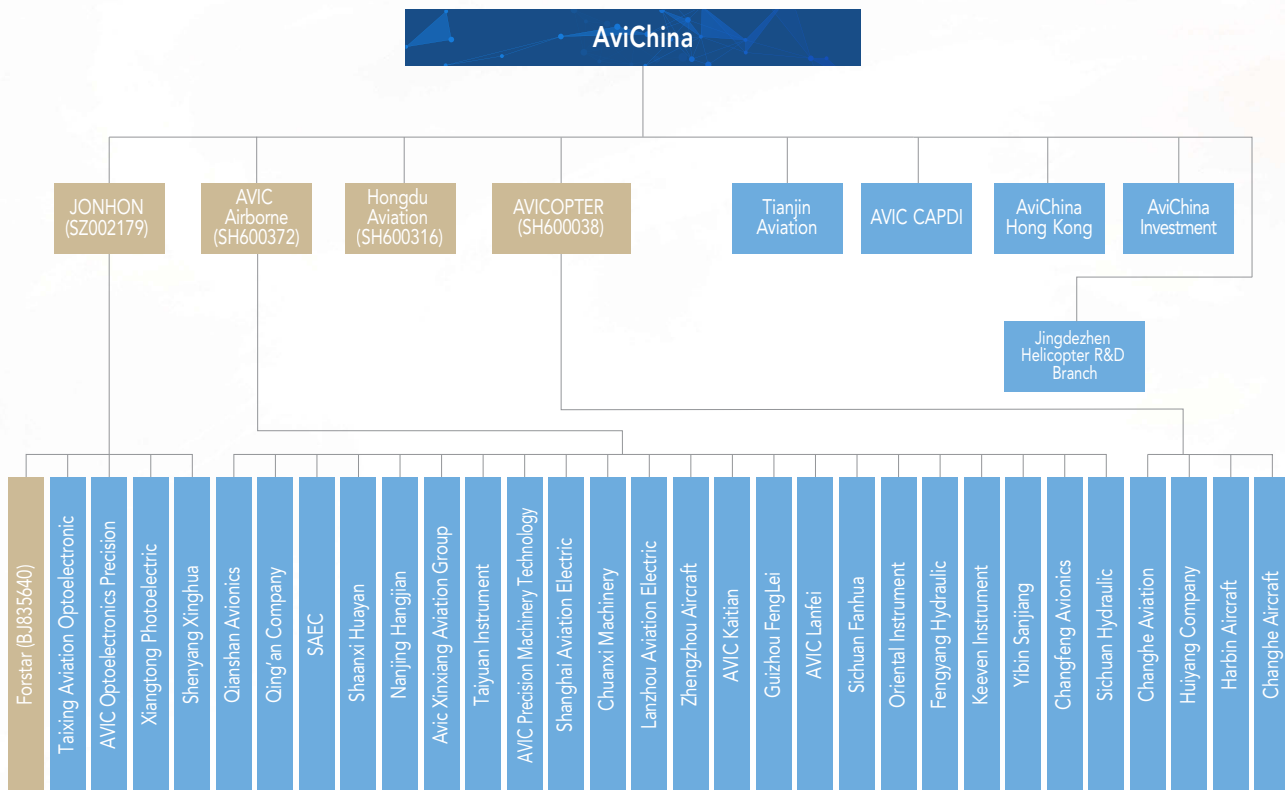 AviChina
JONHON
(SZ002179)
AVIC
Airborne
(SH600372)
Hongdu
Aviation
(SH600316)
AVICOPTER
(SH600038)
Tianjin
Aviation
AVIC CAPDI
AviChina
Hong Kong
AviChina
Investment
Jingdezhen
Helicopter R&D
Branch
Forstar (BJ835640)
Taixing Aviation Optoelectronic
AVIC Optoelectronics Precision
Xiangtong Photoelectric
Shenyang Xinghua
Qianshan Avionics
Qing’an Company
SAEC
Shaanxi Huayan
Nanjing Hangjian
Avic Xinxiang Aviation Group
Taiyuan Instrument
AVIC Precision Machinery Technology
Shanghai Aviation Electric
Chuanxi Machinery
Lanzhou Aviation Electric
Zhengzhou Aircraft
AVIC Kaitian
Guizhou FengLei
AVIC Lanfei
Sichuan Fanhua
Oriental Instrument
Fengyang Hydraulic
Keeven Instrument
Yibin Sanjiang
Changfeng Avionics
Sichuan Hydraulic
Changhe Aviation
Huiyang Company
Harbin Aircraft
Changhe Aircraft